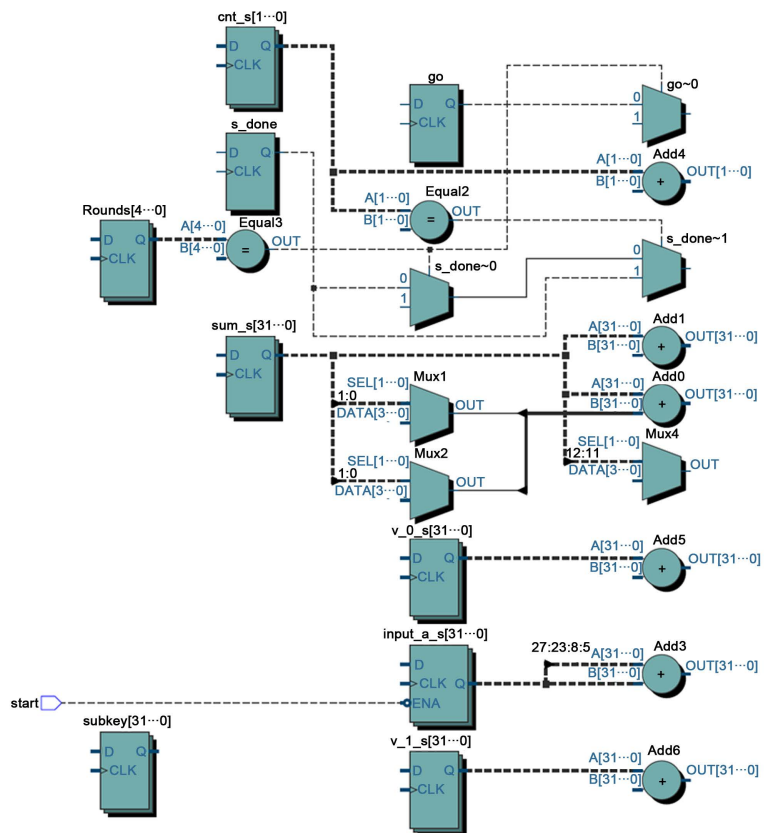 cnt_s[1···0]
D Q
CLK
go
D Q
CLK
go~0
0
1
s_done
D Q
CLK
A[1···0]
B[1···0]
Add4
+
OUT[1···0]
A[1···0]
B[1···0]
Equal2
=
OUT
Rounds[4···0]
D Q
CLK
A[4···0]
B[4···0]
Equal3
=
OUT
s_done~0
0
1
s_done~1
0
1
sum_s[31···0]
D Q
CLK
A[31···0]
B[31···0]
Add1
+
OUT[31···0]
SEL[1···0]
1:0
DATA[3···0]
Mux1
OUT
A[31···0]
B[31···0]
Add0
+
OUT[31···0]
SEL[1···0]
1:0
DATA[3···0]
Mux2
OUT
SEL[1···0]
12:11
DATA[3···0]
Mux4
OUT
v_0_s[31···0]
D Q
CLK
A[31···0]
B[31···0]
Add5
+
OUT[31···0]
input_a_s[31···0]
D
CLK Q
ENA
27:23:8:5
A[31···0]
B[31···0]
Add3
+
OUT[31···0]
start
subkey[31···0]
D Q
CLK
v_1_s[31···0]
D Q
CLK
A[31···0]
B[31···0]
Add6
+
OUT[31···0]